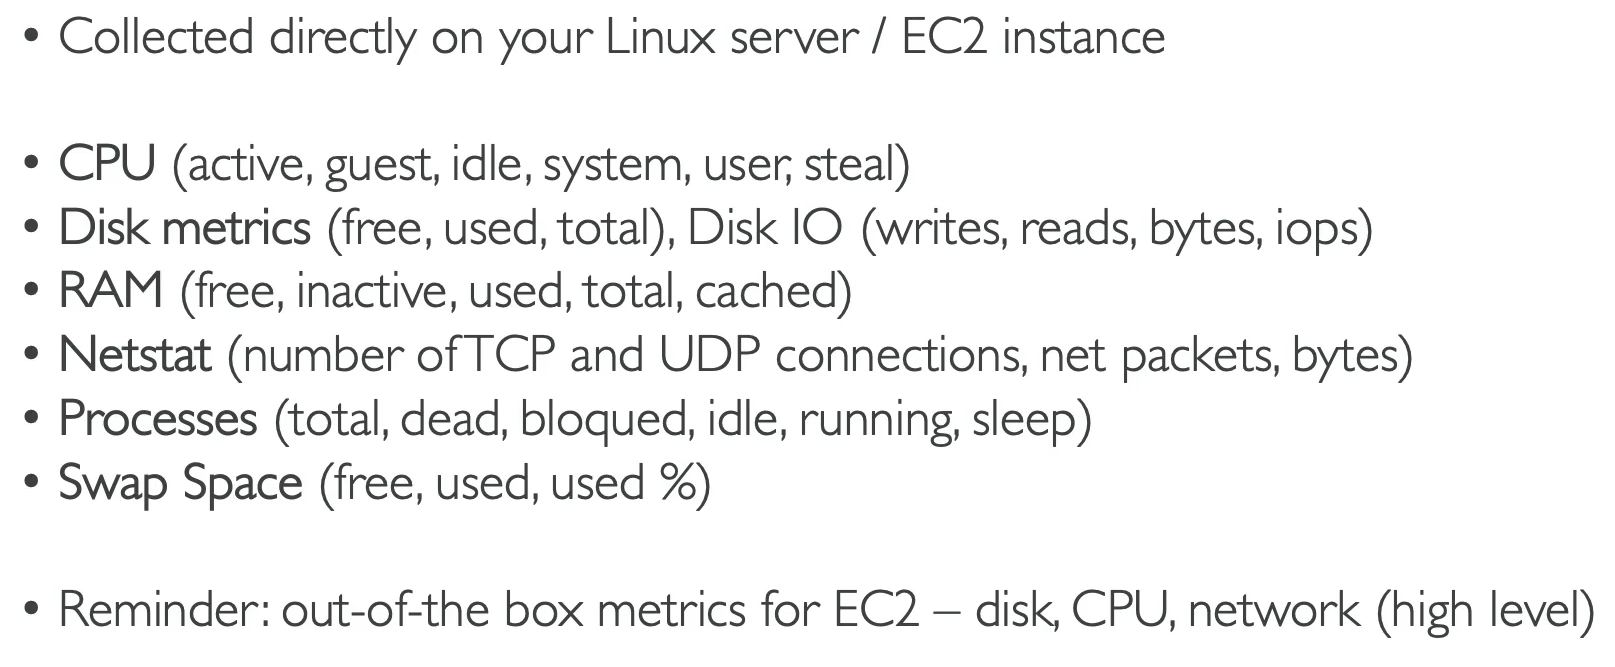 • Collected directly on your Linux server / EC2 instance
• CPU (active, guest, idle, system, user, steal)
• Disk metrics (free, used, total), Disk IO (writes, reads, bytes, iops)
• RAM (free, inactive, used, total, cached)
• Netstat (number of TCP and UDP connections, net packets, bytes)
• Processes (total, dead, bloqued, idle, running, sleep)
• Swap Space (free, used, used %)
• Reminder: out-of-the box metrics for EC2 – disk, CPU, network (high level)